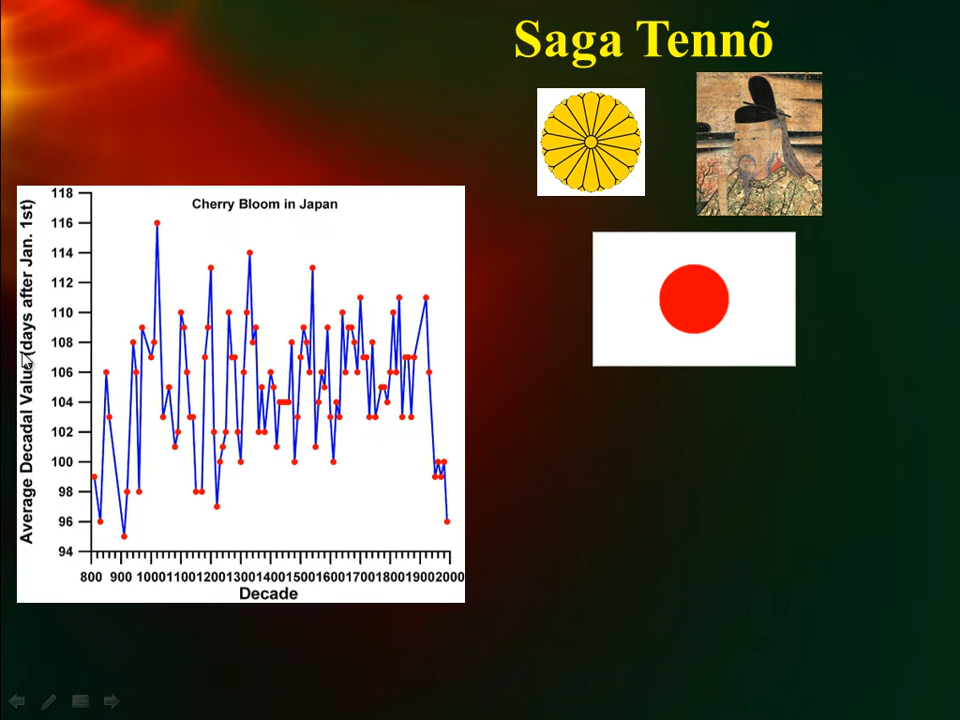 Saga Tennõ
Cherry Bloom in Japan
Average Decadal Value (days after Jan. 1st)
118
116
114
112
110
108
106
104
102
100
98
96
94
800 900 1000 1100 1200 1300 1400 1500 1600 1700 1800 1900 2000
Decade